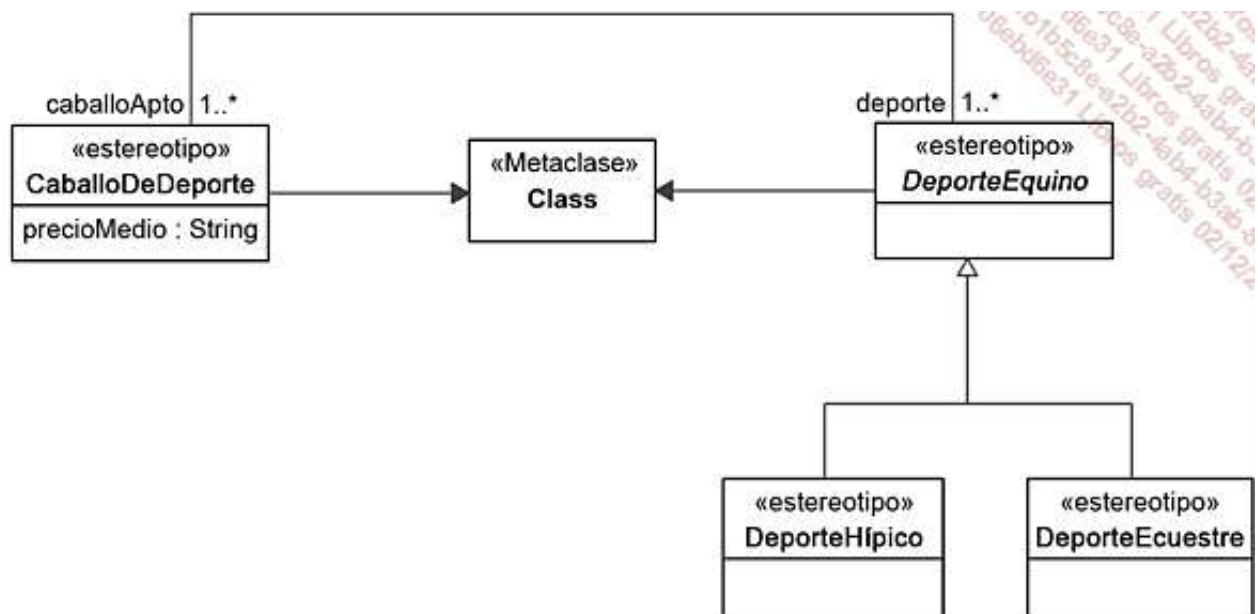 caballoApto 1..*
deporte 1..*
«estereotipo»
CaballoDeDeporte
precioMedio : String
«Metaclase»
Class
«estereotipo»
DeporteEquino
«estereotipo»
DeporteHípico
«estereotipo»
DeporteEcuestre